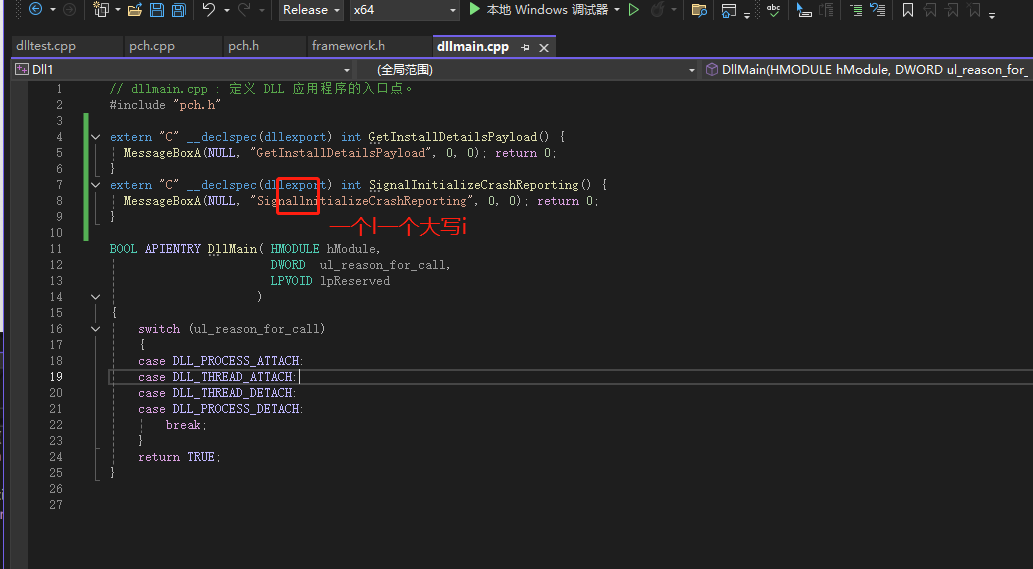 Release x64 本地 Windows 调试器
dlltest.cpp pch.cpp pch.h framework.h dllmain.cpp
Dll1 (全局范围) DllMain(HMODULE hModule, DWORD ul_reason_for_
1 // dllmain.cpp : 定义 DLL 应用程序的入口点。
2 #include "pch.h"
3
4 extern "C" __declspec(dllexport) int GetInstallDetailsPayload() {
5 MessageBoxA(NULL, "GetInstallDetailsPayload", 0, 0); return 0;
6 }
7 extern "C" __declspec(dllexport) int SignalInitializeCrashReporting() {
8 MessageBoxA(NULL, "SignalInitializeCrashReporting", 0, 0); return 0;
9 }
一个l一个大写i
10
11 BOOL APIENTRY DllMain( HMODULE hModule,
12 DWORD ul_reason_for_call,
13 LPVOID lpReserved
14 )
15 {
16 switch (ul_reason_for_call)
17 {
18 case DLL_PROCESS_ATTACH:
19 case DLL_THREAD_ATTACH:
20 case DLL_THREAD_DETACH:
21 case DLL_PROCESS_DETACH:
22 break;
23 }
24 return TRUE;
25 }
26
27